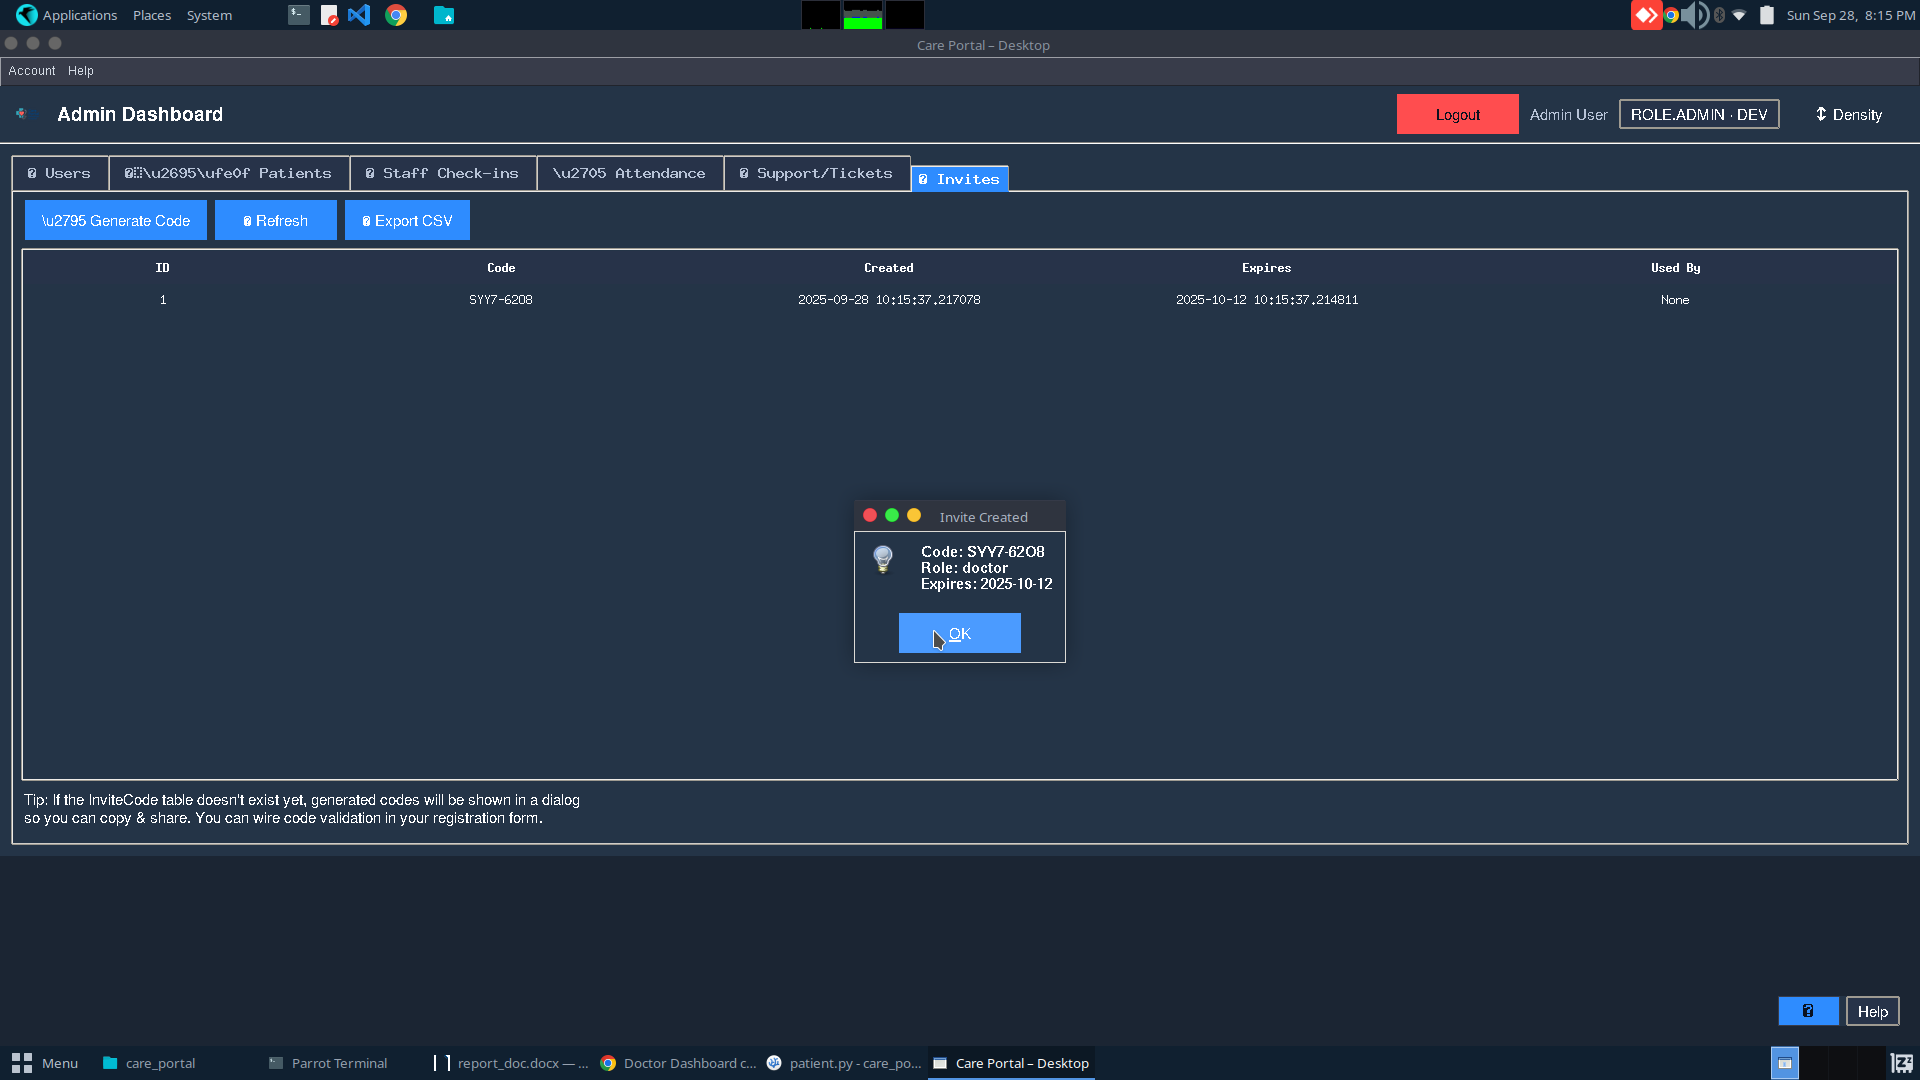 Applications Places System
Sun Sep 28, 8:15 PM
Care Portal – Desktop
Account Help
Admin Dashboard
Logout
Admin User
ROLE.ADMIN · DEV
↕ Density
Users
\u2695\ufe0f Patients
Staff Check-ins
\u2705 Attendance
Support/Tickets
Invites
\u2795 Generate Code
Refresh
Export CSV
ID Code Created Expires Used By
1 SYY7-62O8 2025-09-28 10:15:37.217078 2025-10-12 10:15:37.214811 None
Invite Created
Code: SYY7-62O8
Role: doctor
Expires: 2025-10-12
OK
Tip: If the InviteCode table doesn't exist yet, generated codes will be shown in a dialog
so you can copy & share. You can wire code validation in your registration form.
Help
Menu
care_portal
Parrot Terminal
report_doc.docx — ...
Doctor Dashboard c...
patient.py - care_po...
Care Portal – Desktop